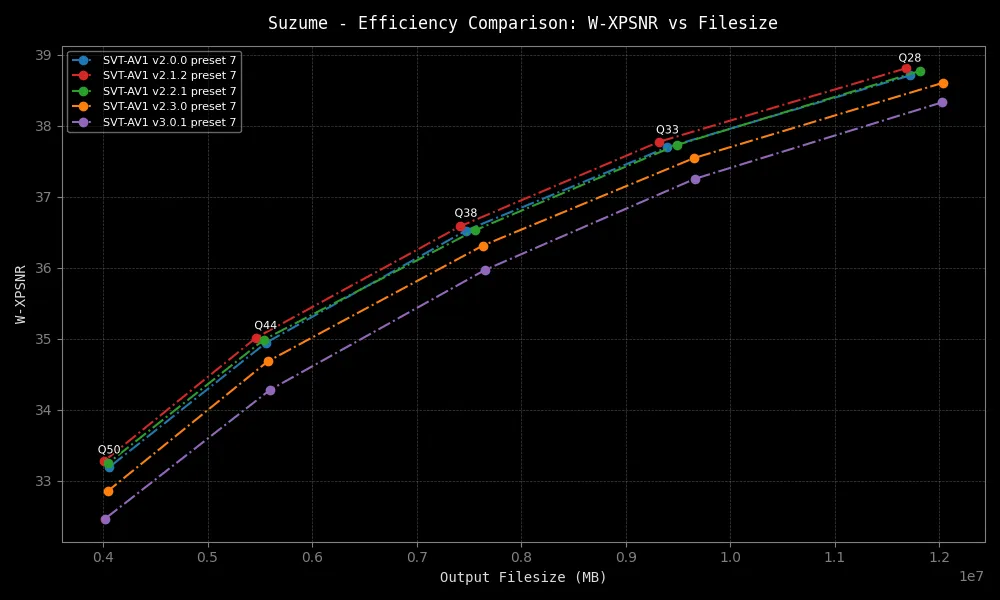 Suzume - Efficiency Comparison: W-XPSNR vs Filesize
SVT-AV1 v2.0.0 preset 7
SVT-AV1 v2.1.2 preset 7
SVT-AV1 v2.2.1 preset 7
SVT-AV1 v2.3.0 preset 7
SVT-AV1 v3.0.1 preset 7
Q28
Q33
Q38
Q44
Q50
W-XPSNR
39
38
37
36
35
34
33
0.4 0.5 0.6 0.7 0.8 0.9 1.0 1.1 1.2
1e7
Output Filesize (MB)